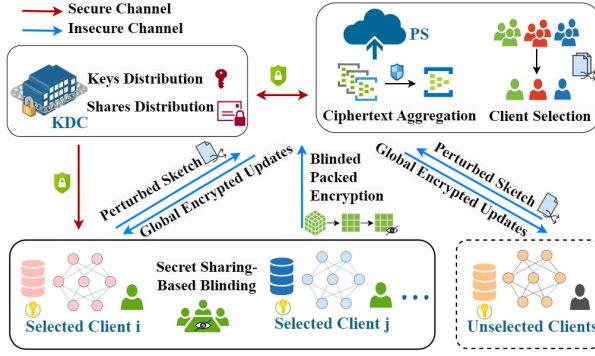 Secure Channel
Insecure Channel
Keys Distribution
Shares Distribution
KDC
PS
Ciphertext Aggregation
Client Selection
Perturbed Sketch
Global Encrypted Updates
Blinded
Packed
Encryption
Perturbed Sketch
Global Encrypted Updates
Secret Sharing-
Based Blinding
Selected Client i
Selected Client j
Unselected Clients